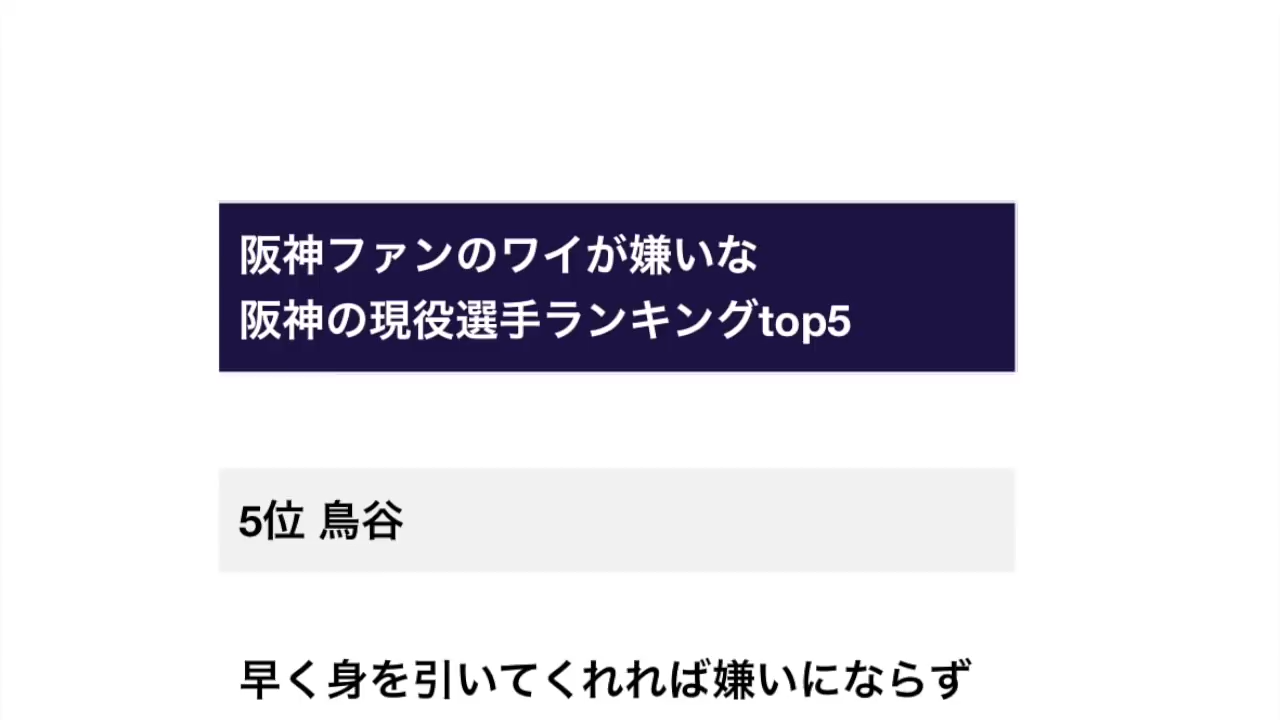 阪神ファンのワイが嫌いな
阪神の現役選手ランキングtop5
5位 鳥谷
早く身を引いてくれれば嫌いにならず